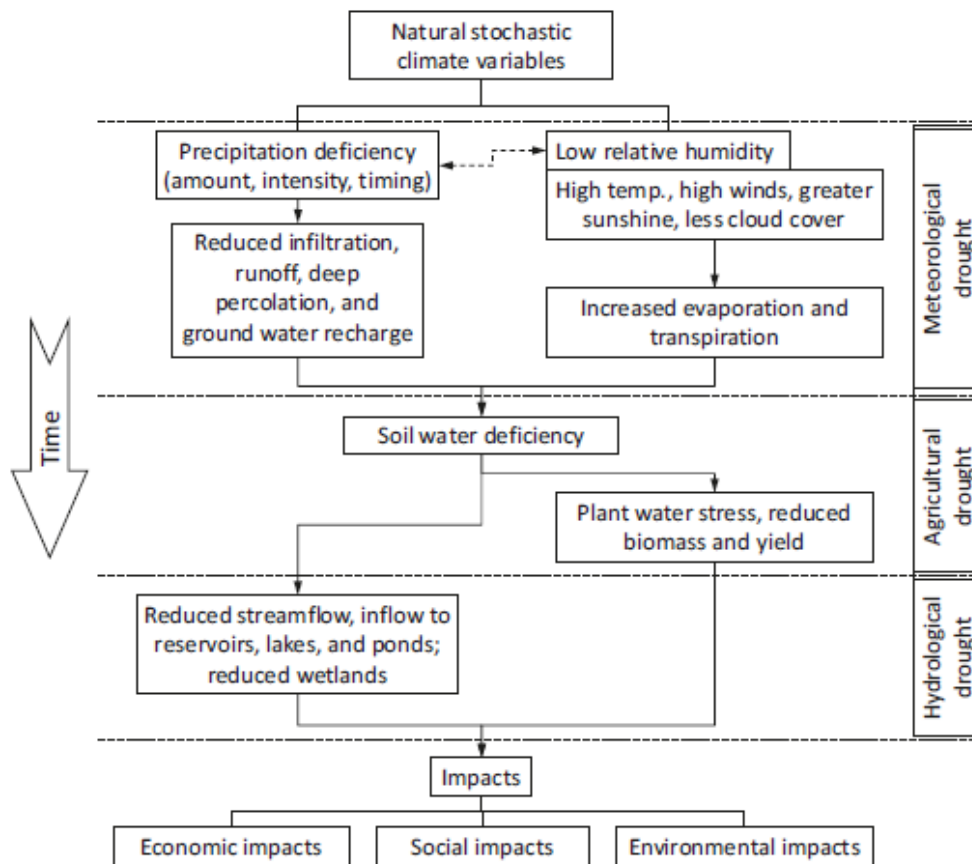 Natural stochastic
climate variables
Precipitation deficiency
(amount, intensity, timing)
Low relative humidity
High temp., high winds, greater
sunshine, less cloud cover
Reduced infiltration,
runoff, deep
percolation, and
ground water recharge
Increased evaporation and
transpiration
Meteorological
drought
Time
Soil water deficiency
Plant water stress, reduced
biomass and yield
Agricultural
drought
Reduced streamflow, inflow to
reservoirs, lakes, and ponds;
reduced wetlands
Hydrological
drought
Impacts
Economic impacts
Social impacts
Environmental impacts